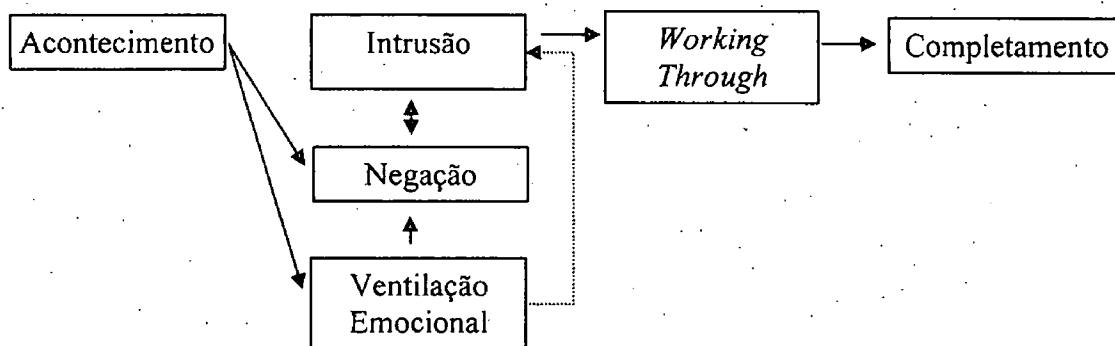 Acontecimento
Intrusão
Working
Through
Completamento
Negação
Ventilação
Emocional